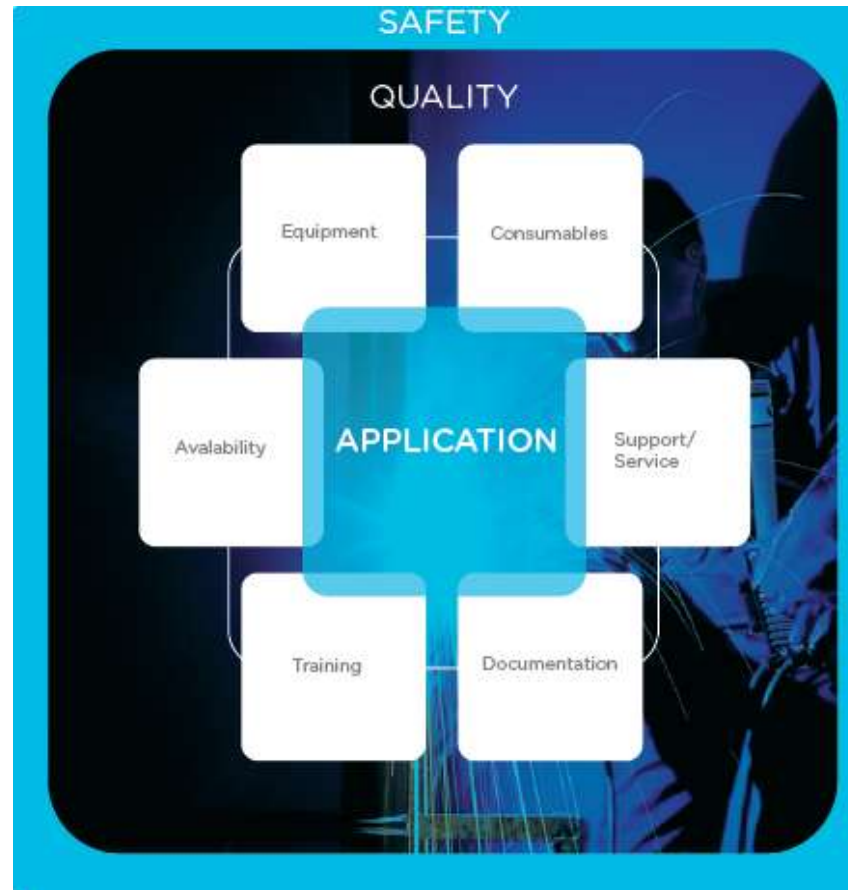 SAFETY
QUALITY
Equipment
Consumables
Avalability
APPLICATION
Support/
Service
Training
Documentation